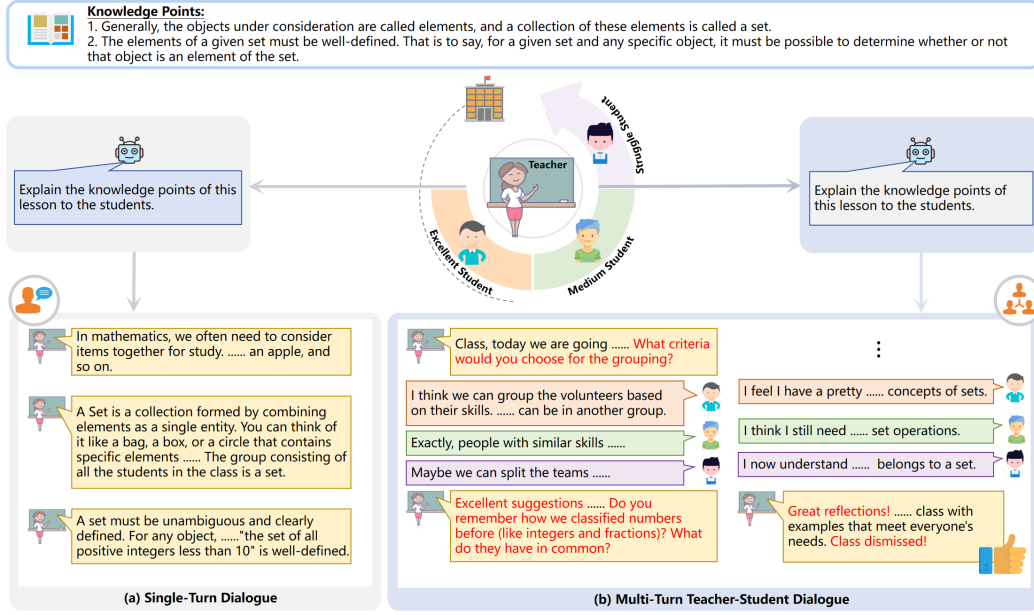 Knowledge Points:
1. Generally, the objects under consideration are called elements, and a collection of these elements is called a set.
2. The elements of a given set must be well-defined. That is to say, for a given set and any specific object, it must be possible to determine whether or not
that object is an element of the set.
Explain the knowledge points of this
lesson to the students.
Teacher
Struggle Student
Excellent Student
Medium Student
Explain the knowledge points of
this lesson to the students.
In mathematics, we often need to consider
items together for study. ...... an apple, and
so on.
A Set is a collection formed by combining
elements as a single entity. You can think of
it like a bag, a box, or a circle that contains
specific elements ...... The group consisting of
all the students in the class is a set.
A set must be unambiguous and clearly
defined. For any object, ......"the set of all
positive integers less than 10" is well-defined.
(a) Single-Turn Dialogue
Class, today we are going ...... What criteria
would you choose for the grouping?
I think we can group the volunteers based
on their skills. ...... can be in another group.
Exactly, people with similar skills ......
Maybe we can split the teams ......
Excellent suggestions ...... Do you
remember how we classified numbers
before (like integers and fractions)? What
do they have in common?
I feel I have a pretty ...... concepts of sets.
I think I still need ...... set operations.
I now understand ...... belongs to a set.
Great reflections! ...... class with
examples that meet everyone's
needs. Class dismissed!
(b) Multi-Turn Teacher-Student Dialogue